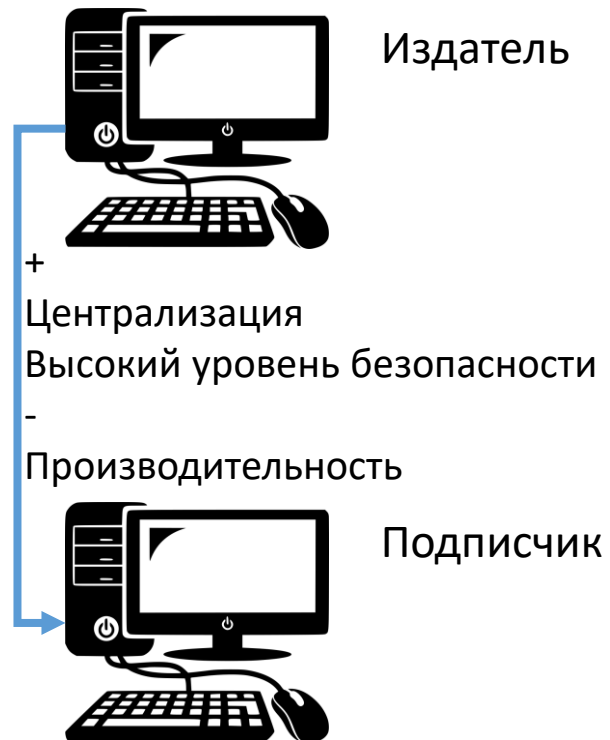 Издатель
+
Централизация
Высокий уровень безопасности
-
Производительность
Подписчик